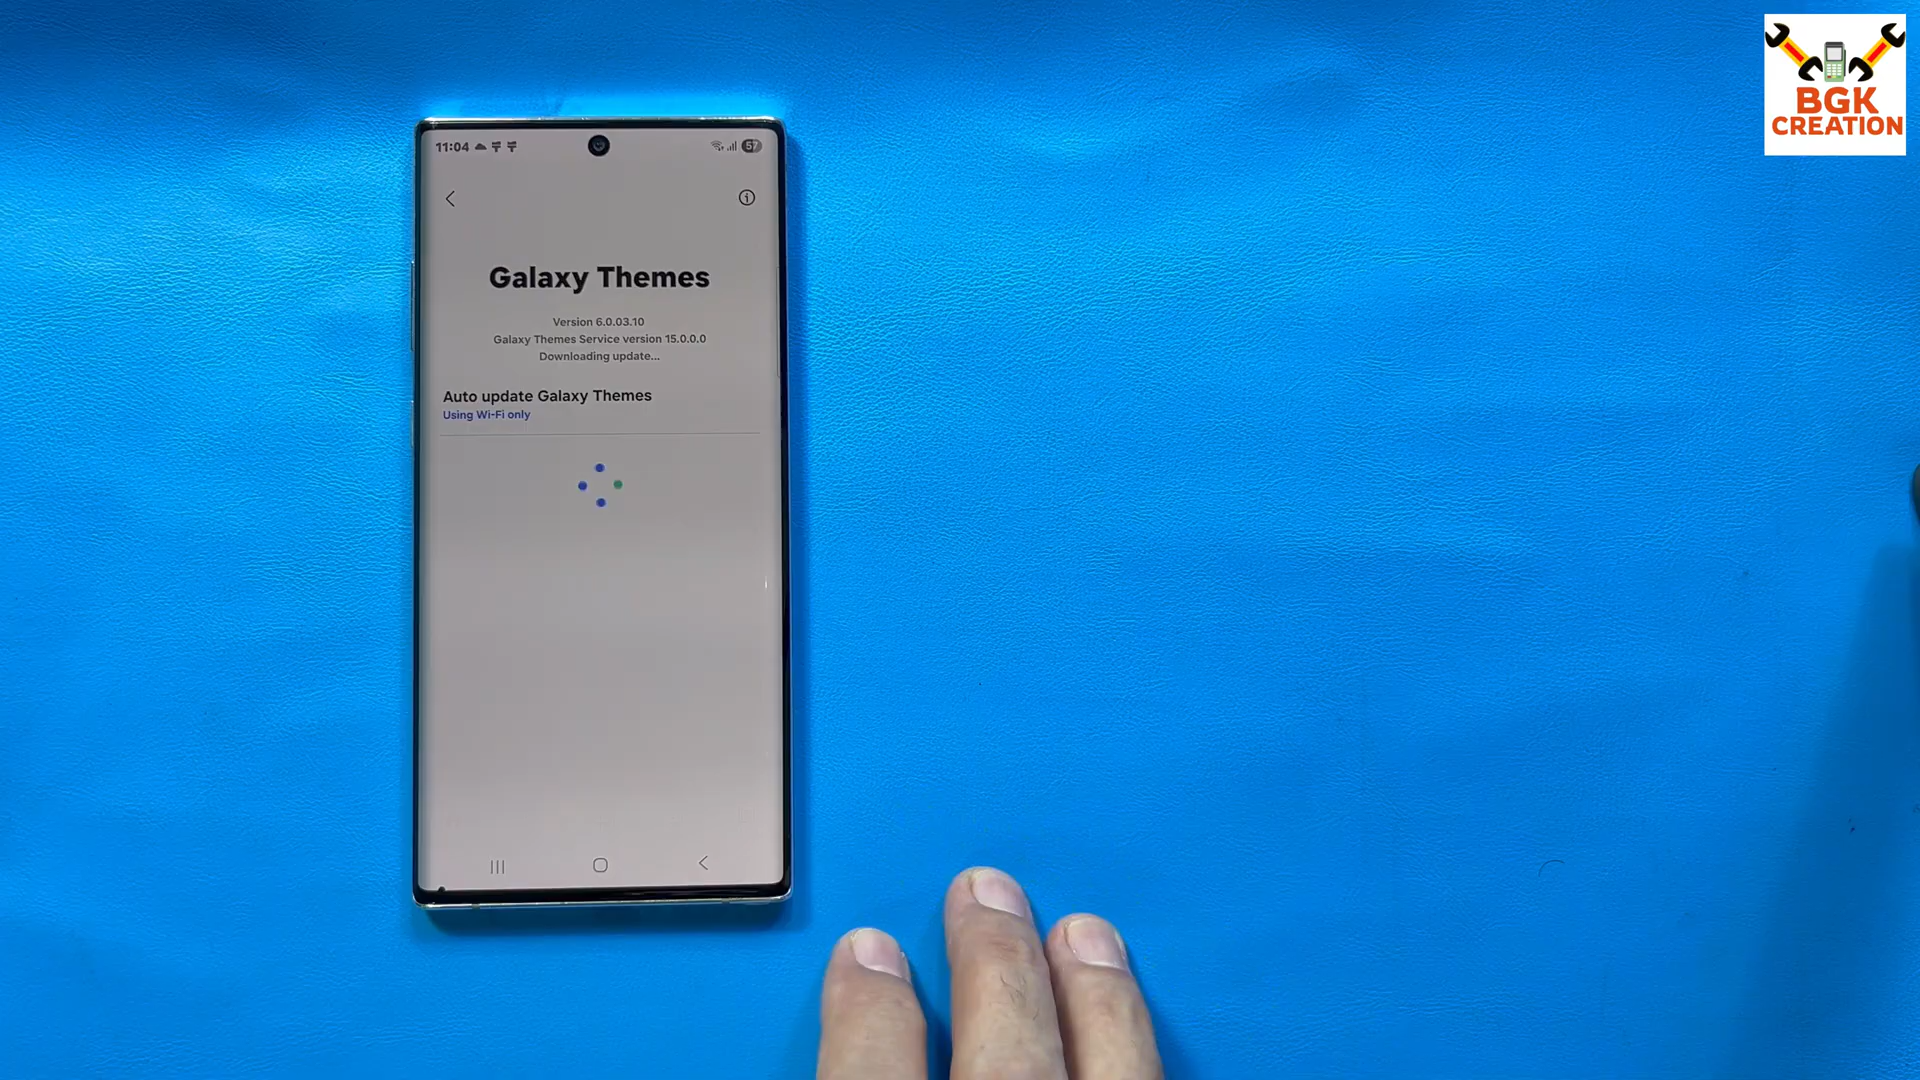 11:04
57
Galaxy Themes
Version 6.0.03.10
Galaxy Themes Service version 15.0.0.0
Downloading update...
Auto update Galaxy Themes
Using Wi-Fi only
BGK
CREATION